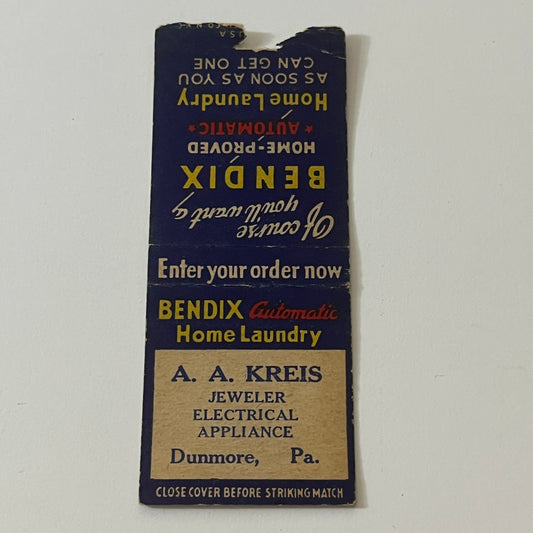 Of course
you'll want a
BENDIX
HOME-PROVED
★ AUTOMATIC ★
Home Laundry
AS SOON AS YOU
CAN GET ONE
Enter your order now
BENDIX Automatic
Home Laundry
A. A. KREIS
JEWELER
ELECTRICAL
APPLIANCE
Dunmore, Pa.
CLOSE COVER BEFORE STRIKING MATCH